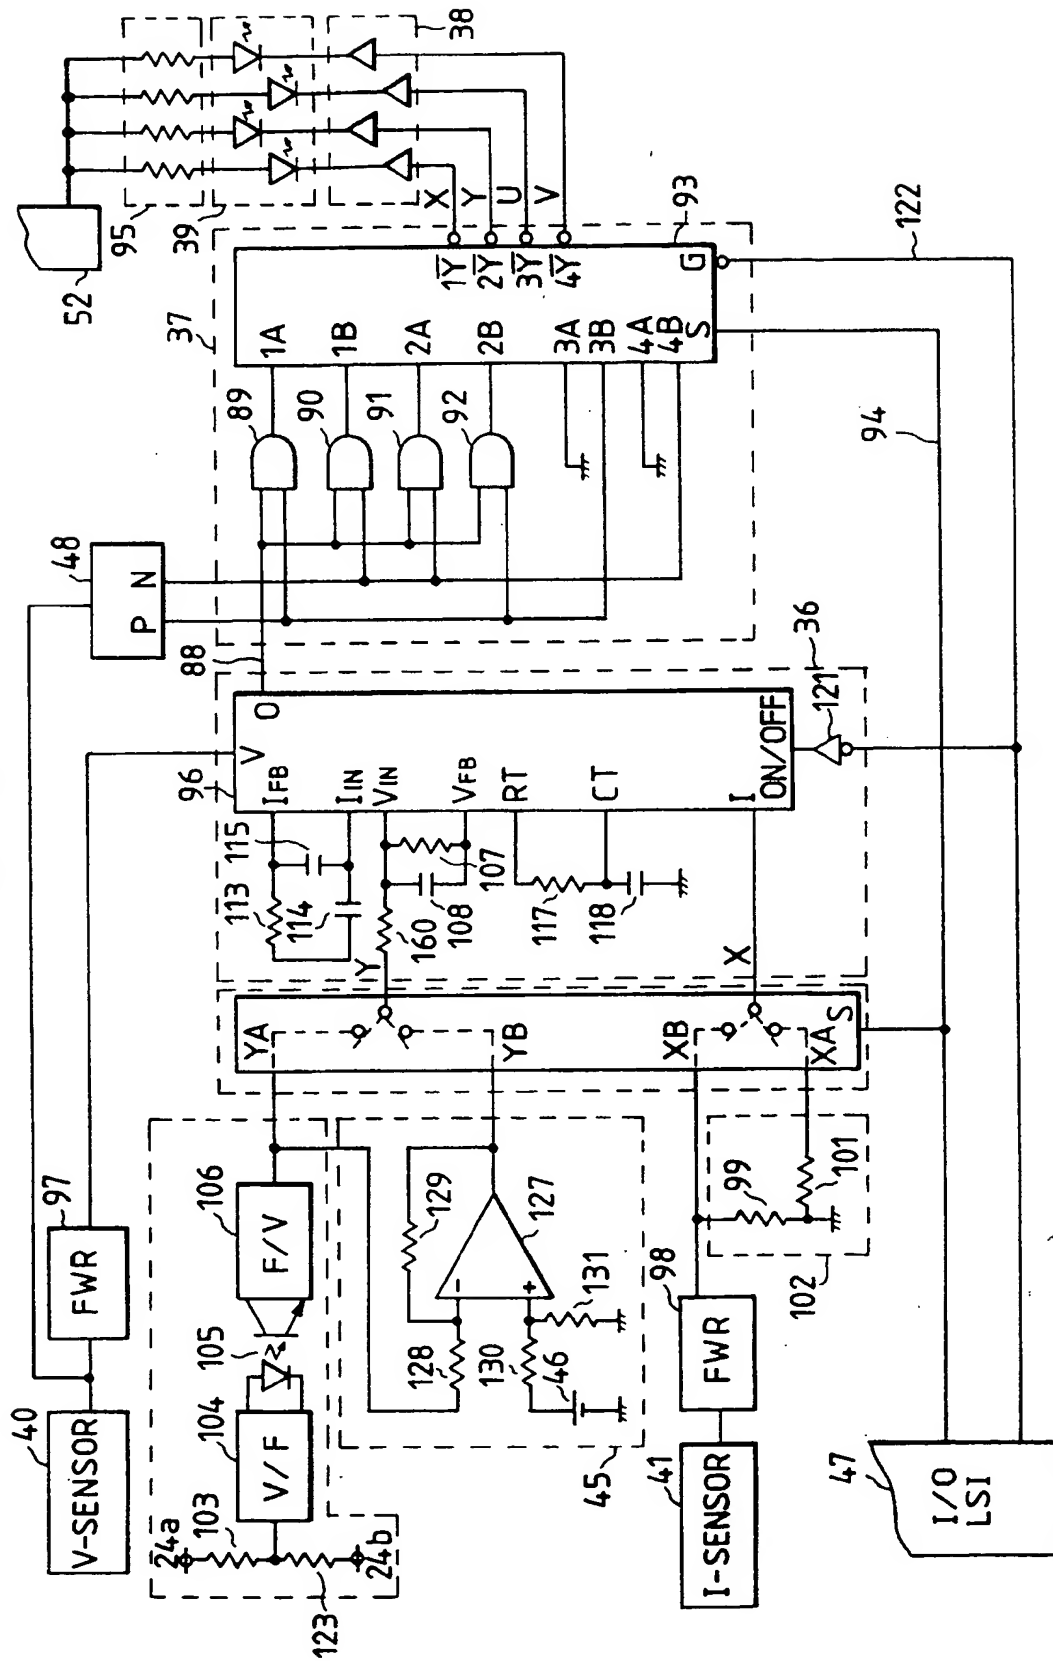 52
95
39
38
X
Y
U
V
37
1A
1B
2A
2B
3A
3B
4A
4B
S
G
1Y
2Y
3Y
4Y
93
122
89
90
91
92
94
48
P N
88
36
96
V
O
IFB
IIN
VIN
VFB
RT
CT
I
ON/OFF
121
115
113
114
107
108
160
117
118
Y
X
YA
YB
XB
XA
S
97
FWR
40
V-SENSOR
106
F/V
105
104
V/F
103
24a
24b
123
129
127
-
+
128
130
131
46
45
98
FWR
99
101
102
41
I-SENSOR
47
I/O
LSI